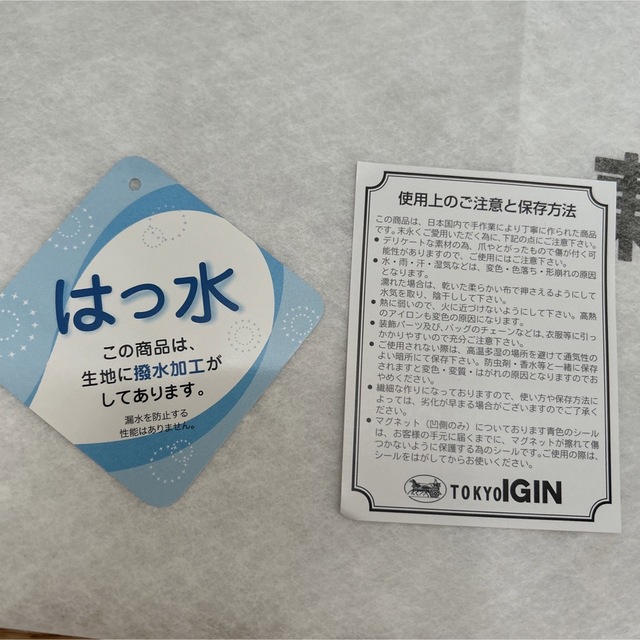 はっ水
この商品は、
生地に撥水加工が
してあります。
漏水を防止する
性能はありません。
使用上のご注意と保存方法
この商品は、日本国内で手作業により丁寧に作られた商品
です。末永くご愛用いただく為に、下記の点にご注意下さい。
●デリケートな素材の為、爪やとがったもので傷が付く可
能性がありますので、ご使用にはご注意下さい。
●水・雨・汗・湿気などは、変色・色落ち・形崩れの原因
となります。
濡れた場合は、乾いた柔らかい布で押さえるようにして
水気を取り、陰干しして下さい。
●熱に弱いので、火に近づけないようにして下さい。高熱
のアイロンも変色の原因になります。
●装飾パーツ及び、バッグのチェーンなどは、衣服等に引っ
かかりやすいので充分ご注意下さい。
●ご使用されない際は、高温多湿の場所を避けて通気性の
よい暗所にて保存下さい。防虫剤・香水等と一緒に保存
されますと変色・変質・はがれの原因となりますのでお
やめください。
●繊細な作りになっておりますので、使い方や保存方法に
よっては、劣化が早まる場合がございますのでご了承く
ださい。
●マグネット（凹側のみ）についております青色のシール
は、お客様の手元に届くまでに、マグネットが擦れて傷
つかないように保護する為のシールです。ご使用の際は、
シールをはがしてからお使いください。
TOKYO IGIN